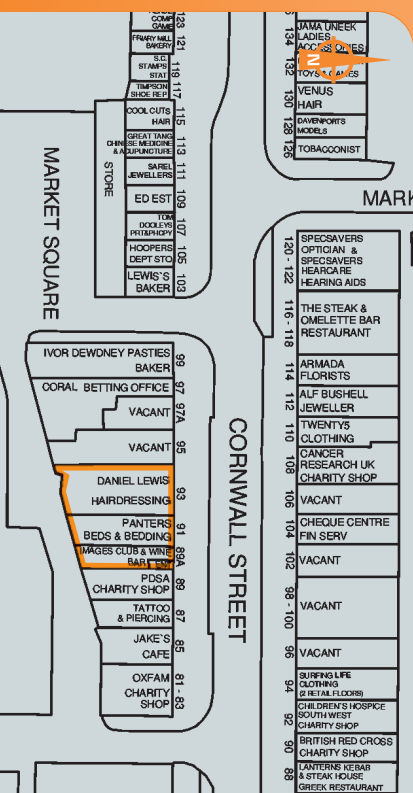 COMP
GAME
123
FRIARY MILL
BAKERY
121
S.C.
STAMPS
STAT
119
TIMPSON
SHOE REP
117
COOL CUTS
HAIR
115
GREAT TANG
CHINESE MEDICINE
& ACUPUNCTURE
113
SAREL
JEWELLERS
111
ED EST
109
TOM
DOOLEYS
PRT&PHCPY
107
HOOPERS
DEPT STO
105
LEWIS'S
BAKER
103
STORE
MARKET SQUARE
IVOR DEWDNEY PASTIES
BAKER
99
CORAL BETTING OFFICE
97
VACANT
97A
VACANT
95
DANIEL LEWIS
HAIRDRESSING
93
PANTERS
BEDS & BEDDING
91
IMAGES CLUB & WINE
BAR
89A
PDSA
CHARITY SHOP
89
TATTOO
& PIERCING
87
JAKE'S
CAFE
85
OXFAM
CHARITY
SHOP
81 - 83
CORNWALL STREET
134
JAMA UNEEK
LADIES
ACCESSORIES
N
132
TOYS & GAMES
130
VENUS
HAIR
128
DAVENPORTS
MODELS
126
TOBACCONIST
MARK
120 - 122
SPECSAVERS
OPTICIAN &
SPECSAVERS
HEARCARE
HEARING AIDS
116 - 118
THE STEAK &
OMELETTE BAR
RESTAURANT
114
ARMADA
FLORISTS
112
ALF BUSHELL
JEWELLER
110
TWENTY5
CLOTHING
108
CANCER
RESEARCH UK
CHARITY SHOP
106
VACANT
104
CHEQUE CENTRE
FIN SERV
102
VACANT
98 - 100
VACANT
96
VACANT
94
SURFING LIFE
CLOTHING
(2 RETAIL FLOORS)
92
CHILDREN'S HOSPICE
SOUTH WEST
CHARITY SHOP
90
BRITISH RED CROSS
CHARITY SHOP
88
LANTERNS KEBAB
& STEAK HOUSE
GREEK RESTAURANT